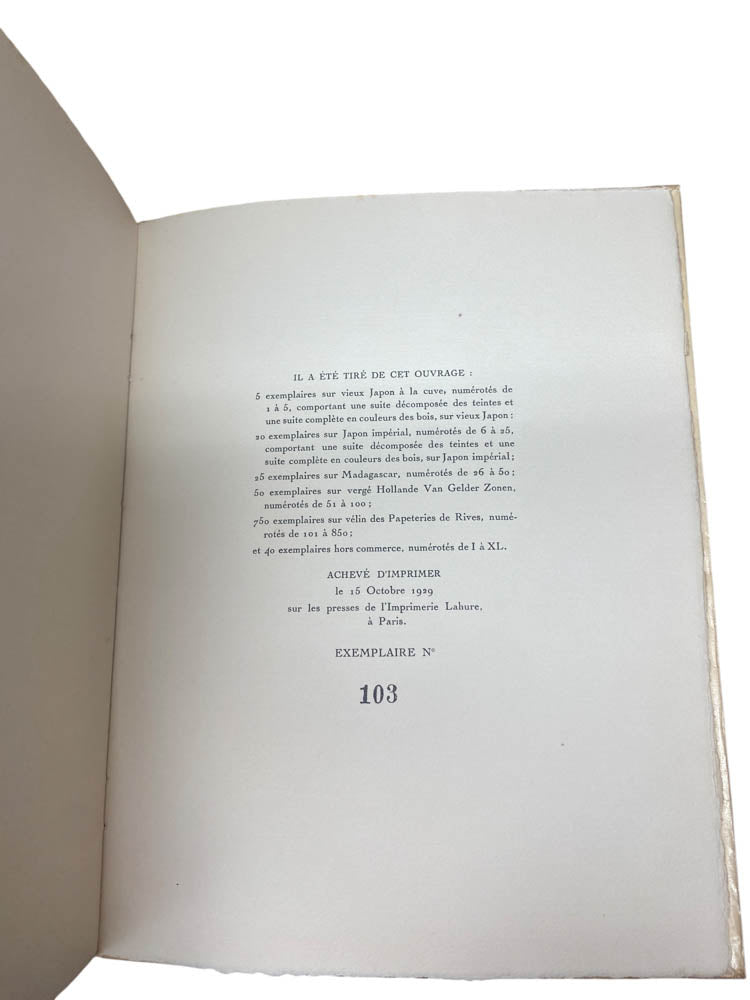 IL A ÉTÉ TIRÉ DE CET OUVRAGE :
5 exemplaires sur vieux Japon à la cuve, numérotés de
1 à 5, comportant une suite décomposée des teintes et
une suite complète en couleurs des bois, sur vieux Japon :
20 exemplaires sur Japon impérial, numérotés de 6 à 25,
comportant une suite décomposée des teintes et une
suite complète en couleurs des bois, sur Japon impérial;
25 exemplaires sur Madagascar, numérotés de 26 à 50;
50 exemplaires sur vergé Hollande Van Gelder Zonen,
numérotés de 51 à 100;
750 exemplaires sur vélin des Papeteries de Rives, numé-
rotés de 101 à 850;
et 40 exemplaires hors commerce, numérotés de I à XL.
ACHEVÉ D'IMPRIMER
le 15 Octobre 1929
sur les presses de l'Imprimerie Lahure,
à Paris.
EXEMPLAIRE N°
103